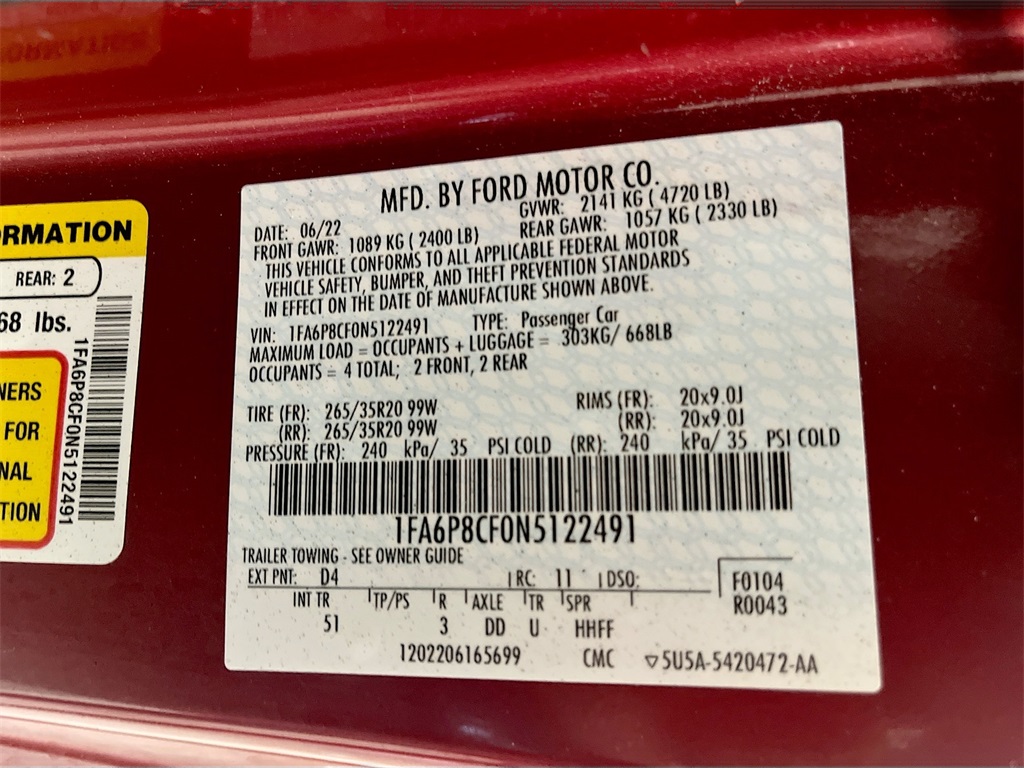 ORMATION
REAR: 2
68 lbs.
NERS
FOR
NAL
TION
1FA6P8CF0N5122491
MFD. BY FORD MOTOR CO.
DATE: 06/22 GVWR: 2141 KG ( 4720 LB)
FRONT GAWR: 1089 KG ( 2400 LB) REAR GAWR: 1057 KG ( 2330 LB)
THIS VEHICLE CONFORMS TO ALL APPLICABLE FEDERAL MOTOR
VEHICLE SAFETY, BUMPER, AND THEFT PREVENTION STANDARDS
IN EFFECT ON THE DATE OF MANUFACTURE SHOWN ABOVE.
VIN: 1FA6P8CF0N5122491 TYPE: Passenger Car
MAXIMUM LOAD = OCCUPANTS + LUGGAGE = 303KG/ 668LB
OCCUPANTS = 4 TOTAL; 2 FRONT, 2 REAR
TIRE (FR): 265/35R20 99W RIMS (FR): 20x9.0J
(RR): 265/35R20 99W (RR): 20x9.0J
PRESSURE (FR): 240 kPa/ 35 PSI COLD (RR): 240 kPa/ 35 PSI COLD
1FA6P8CF0N5122491
TRAILER TOWING - SEE OWNER GUIDE
EXT PNT: D4 RC: 11 DSO: F0104
INT TR TP/PS R AXLE TR SPR R0043
51 3 DD U HHFF
1202206165699 CMC ▽5U5A-5420472-AA